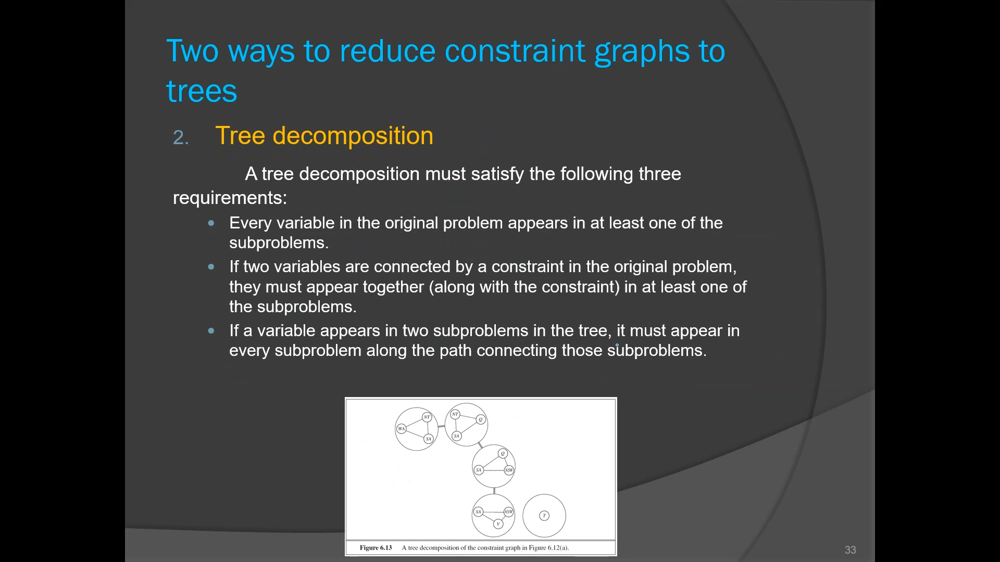 Two ways to reduce constraint graphs to
trees
2. Tree decomposition
A tree decomposition must satisfy the following three
requirements:
• Every variable in the original problem appears in at least one of the
subproblems.
• If two variables are connected by a constraint in the original problem,
they must appear together (along with the constraint) in at least one of
the subproblems.
• If a variable appears in two subproblems in the tree, it must appear in
every subproblem along the path connecting those subproblems.
NT
WA
SA
NT
Q
SA
Q
SA
NSW
SA
NSW
V
T
Figure 6.13 A tree decomposition of the constraint graph in Figure 6.12(a).
33